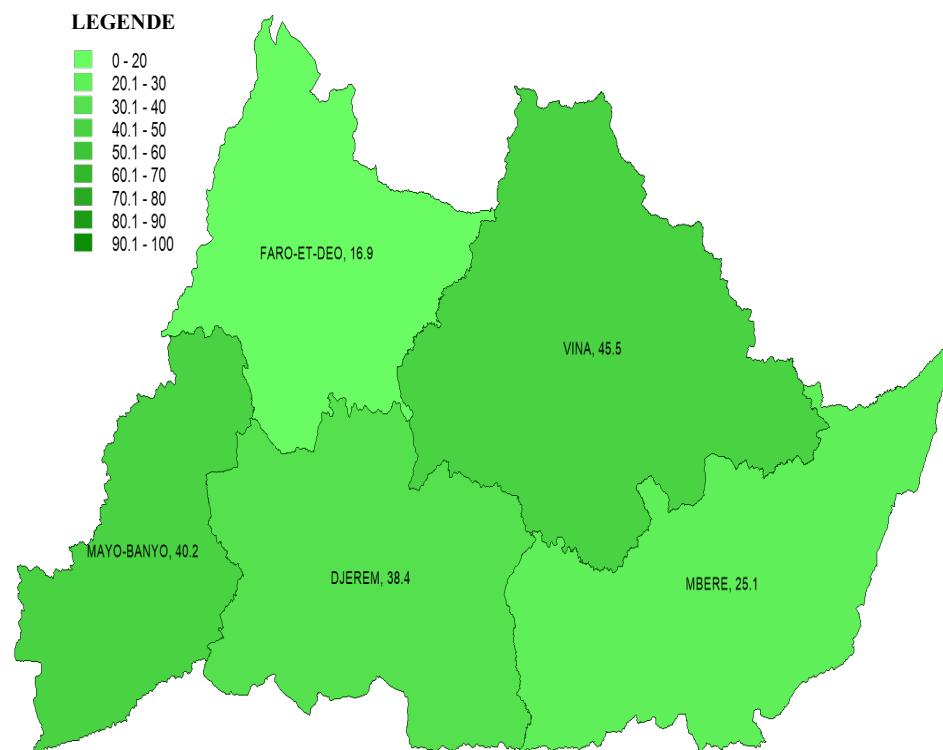 LEGENDE
0 - 20
20.1 - 30
30.1 - 40
40.1 - 50
50.1 - 60
60.1 - 70
70.1 - 80
80.1 - 90
90.1 - 100
FARO-ET-DEO, 16.9
VINA, 45.5
MAYO-BANYO, 40.2
DJEREM, 38.4
MBERE, 25.1